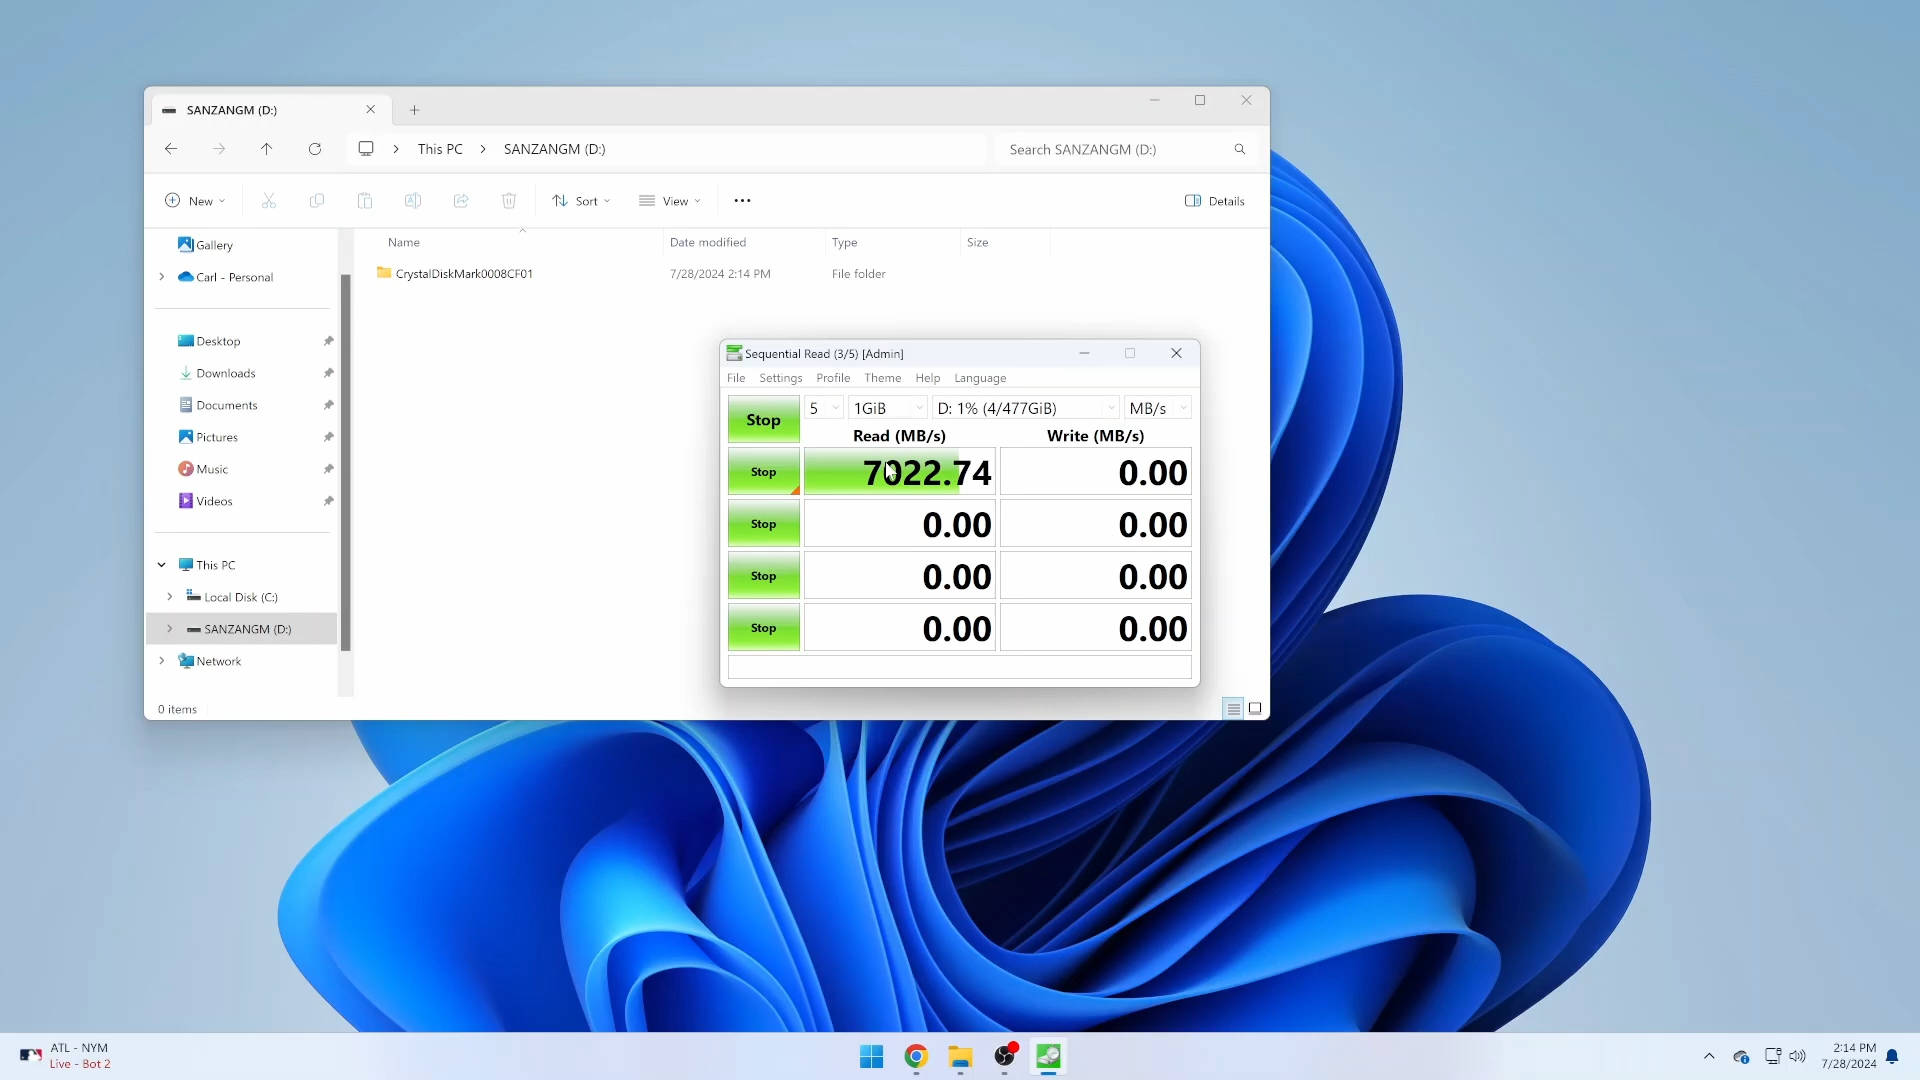 SANZANGM (D:)
This PC > SANZANGM (D:)
Search SANZANGM (D:)
New
Sort
View
Details
Name
Date modified
Type
Size
CrystalDiskMark0008CF01
7/28/2024 2:14 PM
File folder
Gallery
Carl - Personal
Desktop
Downloads
Documents
Pictures
Music
Videos
This PC
Local Disk (C:)
SANZANGM (D:)
Network
0 items
Sequential Read (3/5) [Admin]
File Settings Profile Theme Help Language
Stop 5 1GiB D: 1% (4/477GiB) MB/s
Read (MB/s) Write (MB/s)
Stop 7022.74 0.00
Stop 0.00 0.00
Stop 0.00 0.00
Stop 0.00 0.00
ATL - NYM
Live - Bot 2
2:14 PM
7/28/2024